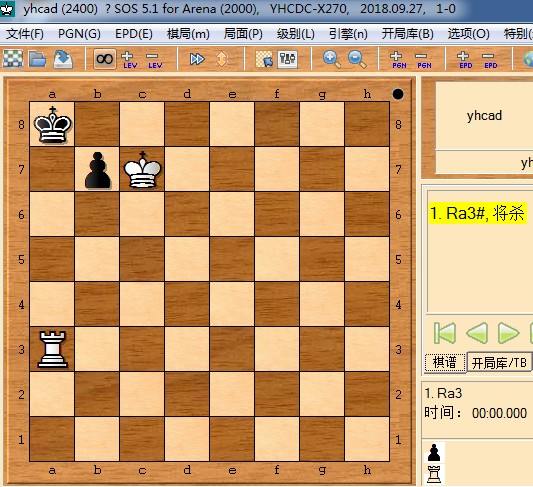 yhcad (2400)  ? SOS 5.1 for Arena (2000),   YHCDC-X270,   2018.09.27,   1-0
文件(F)  PGN(G)  EPD(E)  棋局(m)  局面(P)  级别(L)  引擎(n)  开局库(B)  选项(O)  特别
LEV LEV PGN PGN EPD EPD
a b c d e f g h
8 8
7 7
6 6
5 5
4 4
3 3
2 2
1 1
a b c d e f g h
yhcad
yh
1. Ra3#, 将杀
棋谱 开局库/TB
1. Ra3
时间： 00:00.000